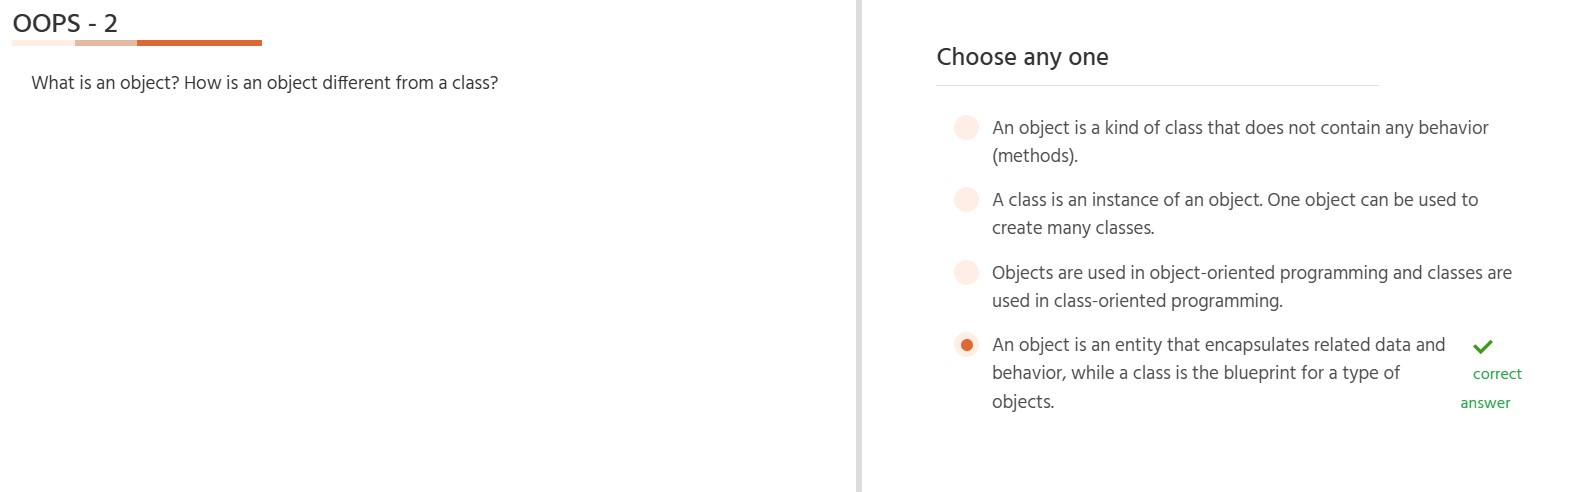 OOPS - 2
What is an object? How is an object different from a class?
Choose any one
An object is a kind of class that does not contain any behavior
(methods).
A class is an instance of an object. One object can be used to
create many classes.
Objects are used in object-oriented programming and classes are
used in class-oriented programming.
An object is an entity that encapsulates related data and
behavior, while a class is the blueprint for a type of
objects.
correct
answer